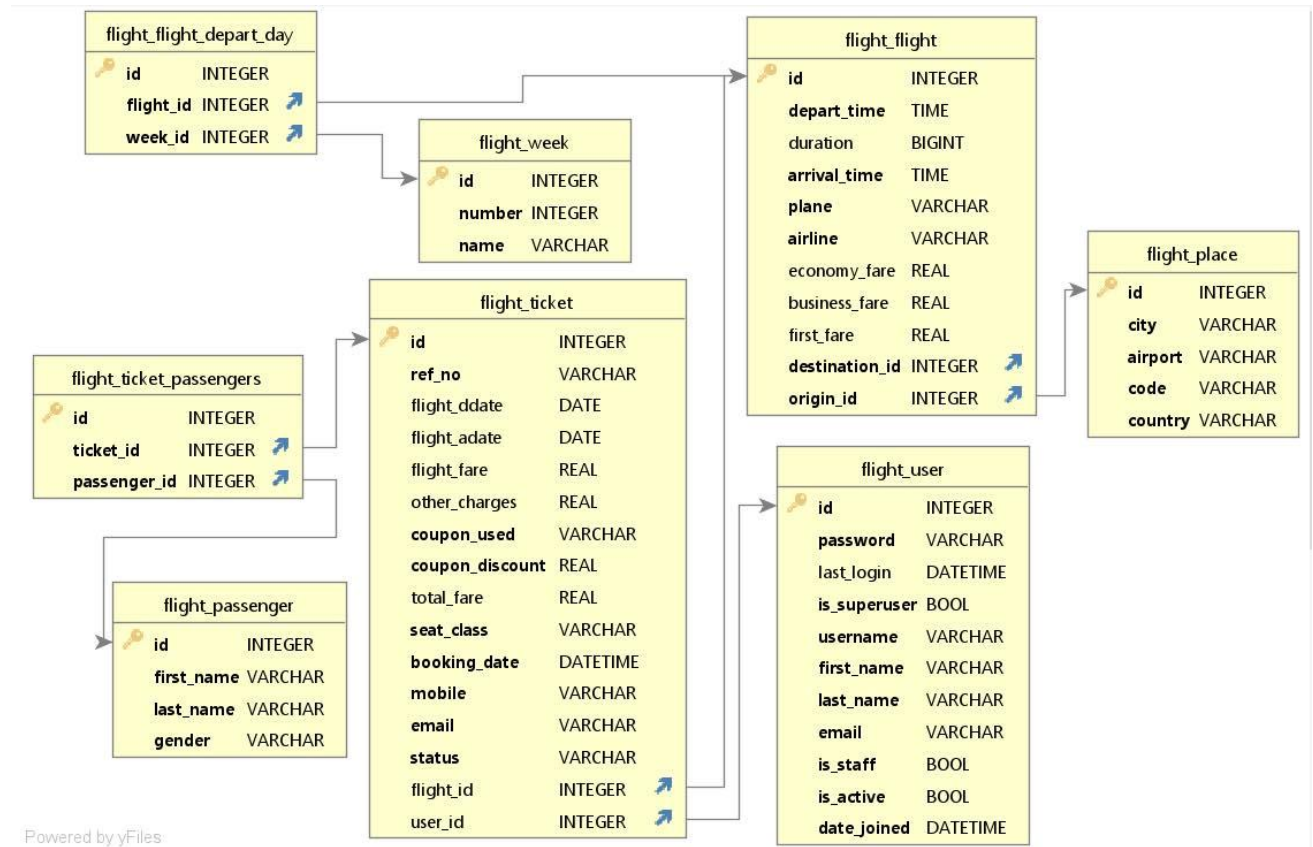 flight_flight_depart_day
id INTEGER
flight_id INTEGER
week_id INTEGER
flight_week
id INTEGER
number INTEGER
name VARCHAR
flight_flight
id INTEGER
depart_time TIME
duration BIGINT
arrival_time TIME
plane VARCHAR
airline VARCHAR
economy_fare REAL
business_fare REAL
first_fare REAL
destination_id INTEGER
origin_id INTEGER
flight_place
id INTEGER
city VARCHAR
airport VARCHAR
code VARCHAR
country VARCHAR
flight_ticket
id INTEGER
ref_no VARCHAR
flight_ddate DATE
flight_adate DATE
flight_fare REAL
other_charges REAL
coupon_used VARCHAR
coupon_discount REAL
total_fare REAL
seat_class VARCHAR
booking_date DATETIME
mobile VARCHAR
email VARCHAR
status VARCHAR
flight_id INTEGER
user_id INTEGER
flight_ticket_passengers
id INTEGER
ticket_id INTEGER
passenger_id INTEGER
flight_passenger
id INTEGER
first_name VARCHAR
last_name VARCHAR
gender VARCHAR
flight_user
id INTEGER
password VARCHAR
last_login DATETIME
is_superuser BOOL
username VARCHAR
first_name VARCHAR
last_name VARCHAR
email VARCHAR
is_staff BOOL
is_active BOOL
date_joined DATETIME
Powered by yFiles